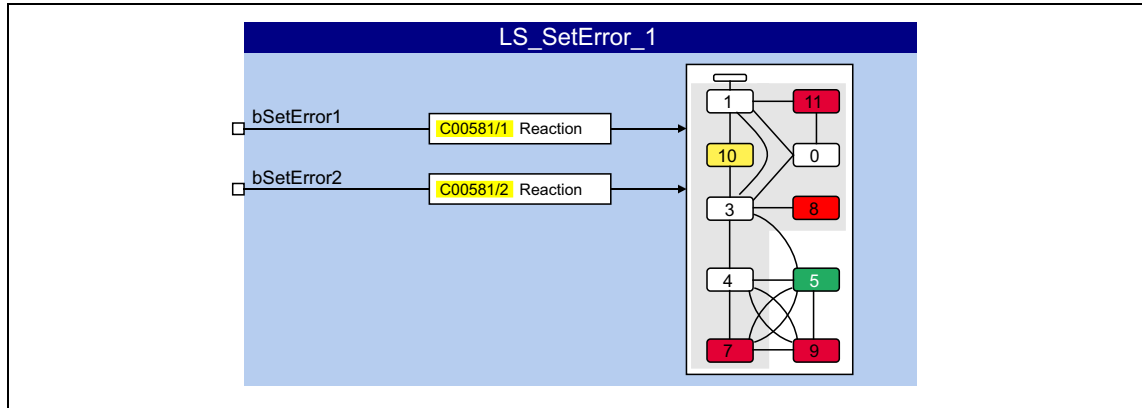 LS_SetError_1
bSetError1
C00581/1 Reaction
bSetError2
C00581/2 Reaction
1
11
10
0
3
8
4
5
7
9